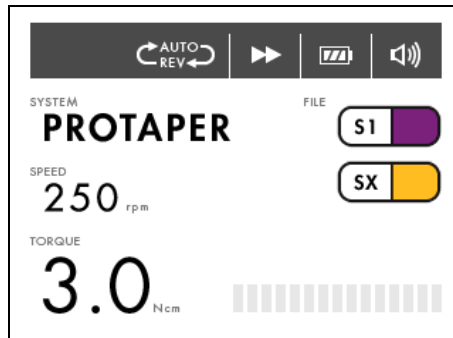 AUTO
REV
SYSTEM
FILE
PROTAPER
S1
SX
SPEED
250 rpm
TORQUE
3.0 Ncm